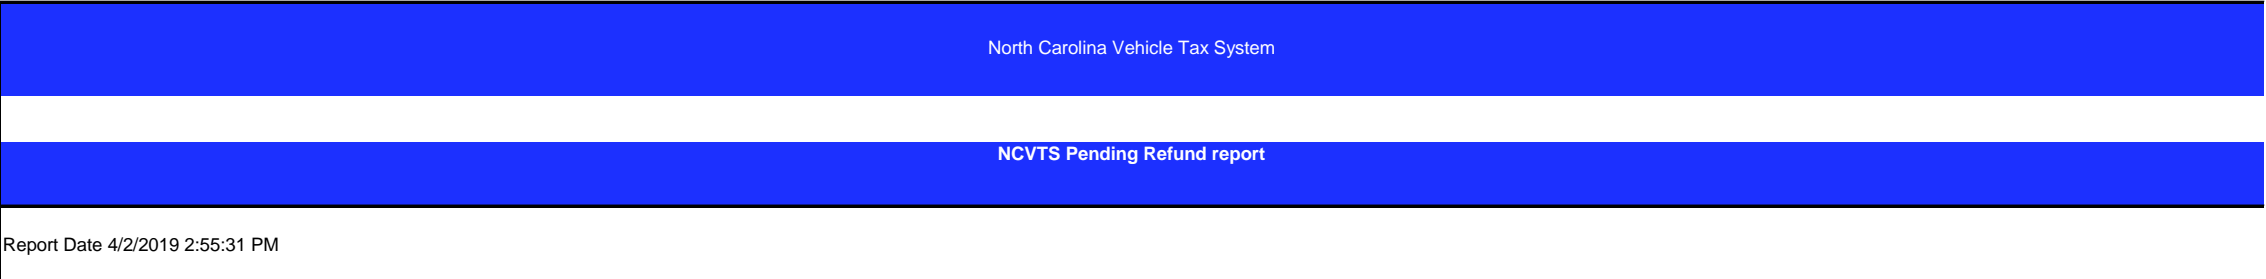 North Carolina Vehicle Tax System
NCVTS Pending Refund report
Report Date 4/2/2019 2:55:31 PM